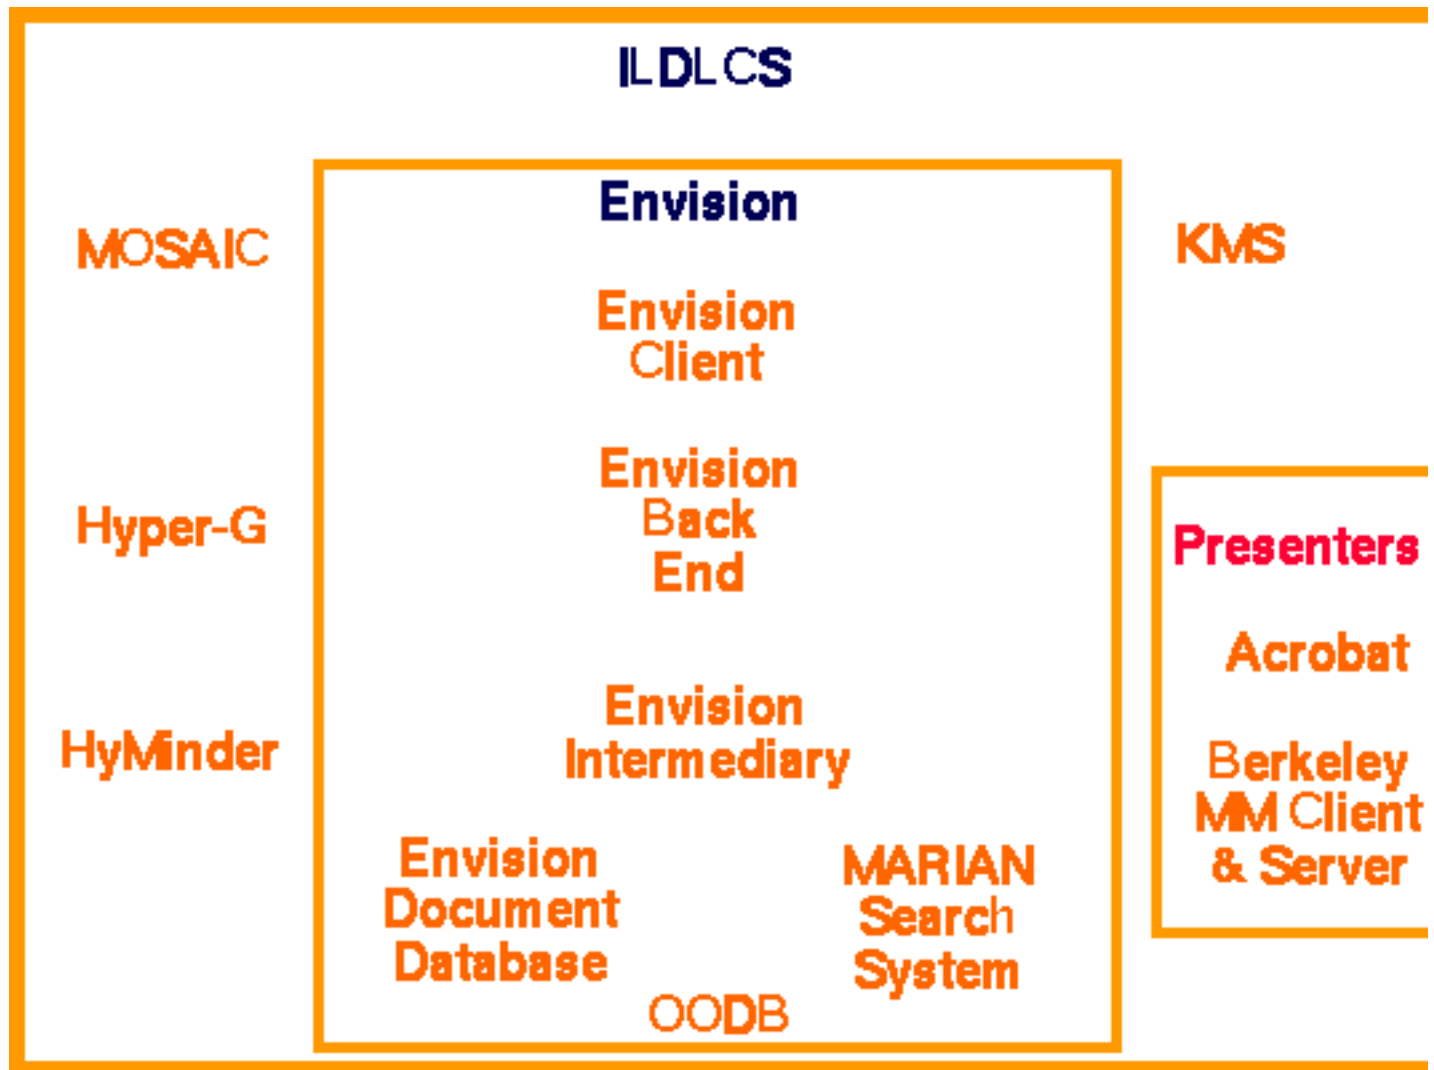 ILDLCS
MOSAIC
Hyper-G
HyMinder
Envision
Envision
Client
Envision
Back
End
Envision
Intermediary
Envision
Document
Database
MARIAN
Search
System
OODB
KMS
Presenters
Acrobat
Berkeley
MM Client
& Server